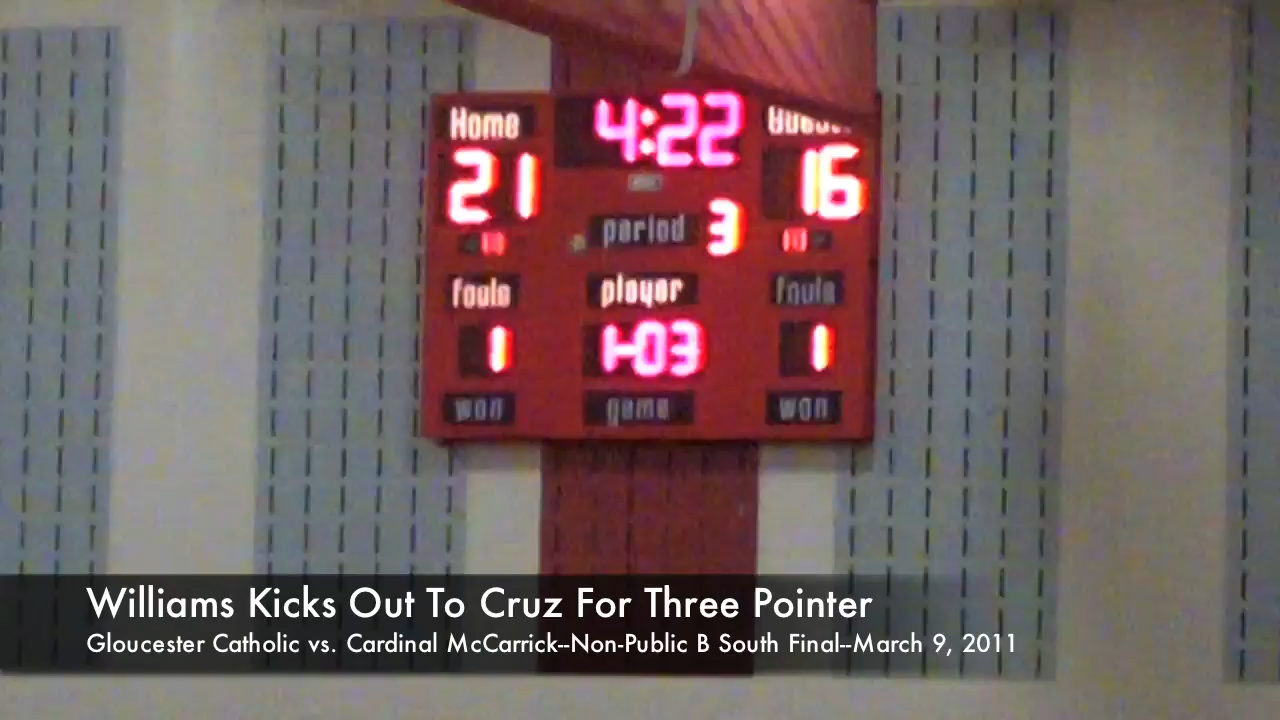 Home 4:22
21 16
period 3
fouls player fouls
1 1-03 1
won game won
Williams Kicks Out To Cruz For Three Pointer
Gloucester Catholic vs. Cardinal McCarrick--Non-Public B South Final--March 9, 2011